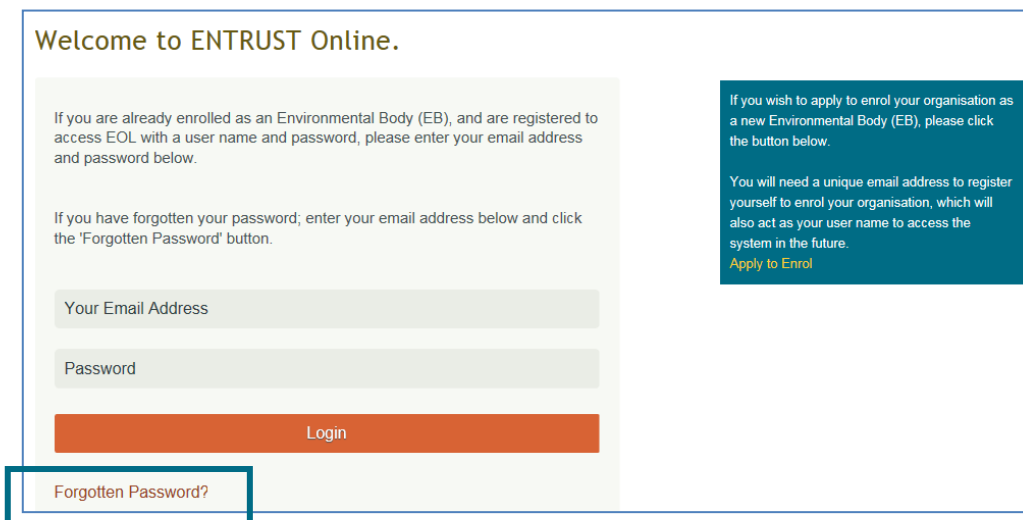 Welcome to ENTRUST Online.
If you are already enrolled as an Environmental Body (EB), and are registered to
access EOL with a user name and password, please enter your email address
and password below.
If you have forgotten your password; enter your email address below and click
the 'Forgotten Password' button.
Your Email Address
Password
Login
Forgotten Password?
If you wish to apply to enrol your organisation as
a new Environmental Body (EB), please click
the button below.
You will need a unique email address to register
yourself to enrol your organisation, which will
also act as your user name to access the
system in the future.
Apply to Enrol